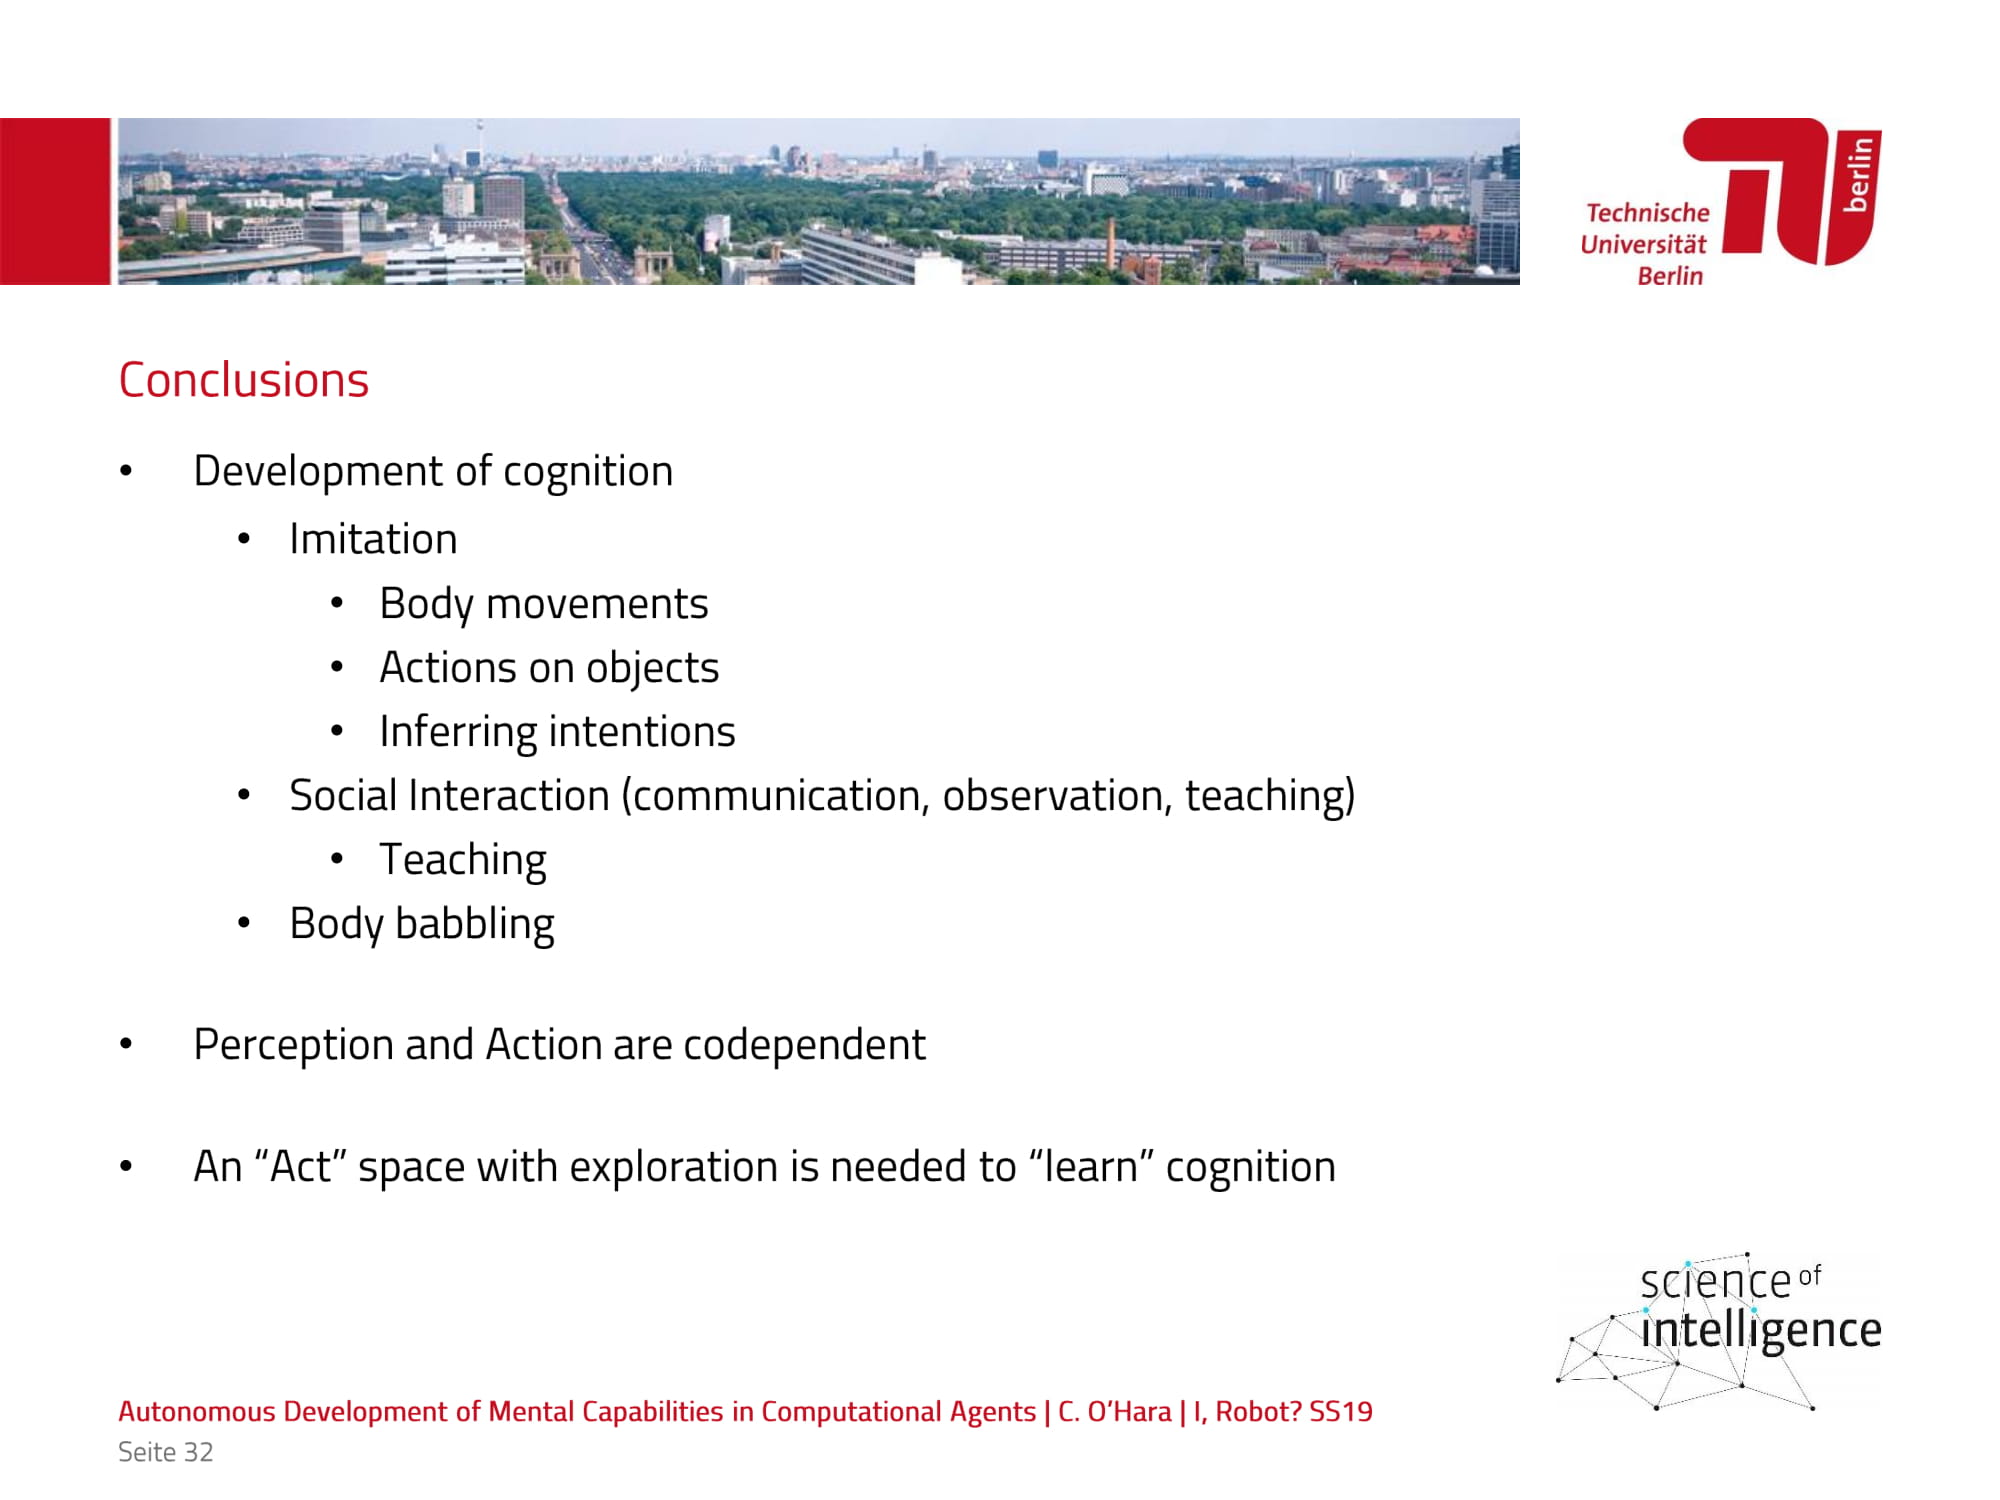 Technische
Universität
Berlin
berlin
Conclusions
• Development of cognition
• Imitation
• Body movements
• Actions on objects
• Inferring intentions
• Social Interaction (communication, observation, teaching)
• Teaching
• Body babbling
• Perception and Action are codependent
• An “Act” space with exploration is needed to “learn” cognition
science of
intelligence
Autonomous Development of Mental Capabilities in Computational Agents | C. O’Hara | I, Robot? SS19
Seite 32